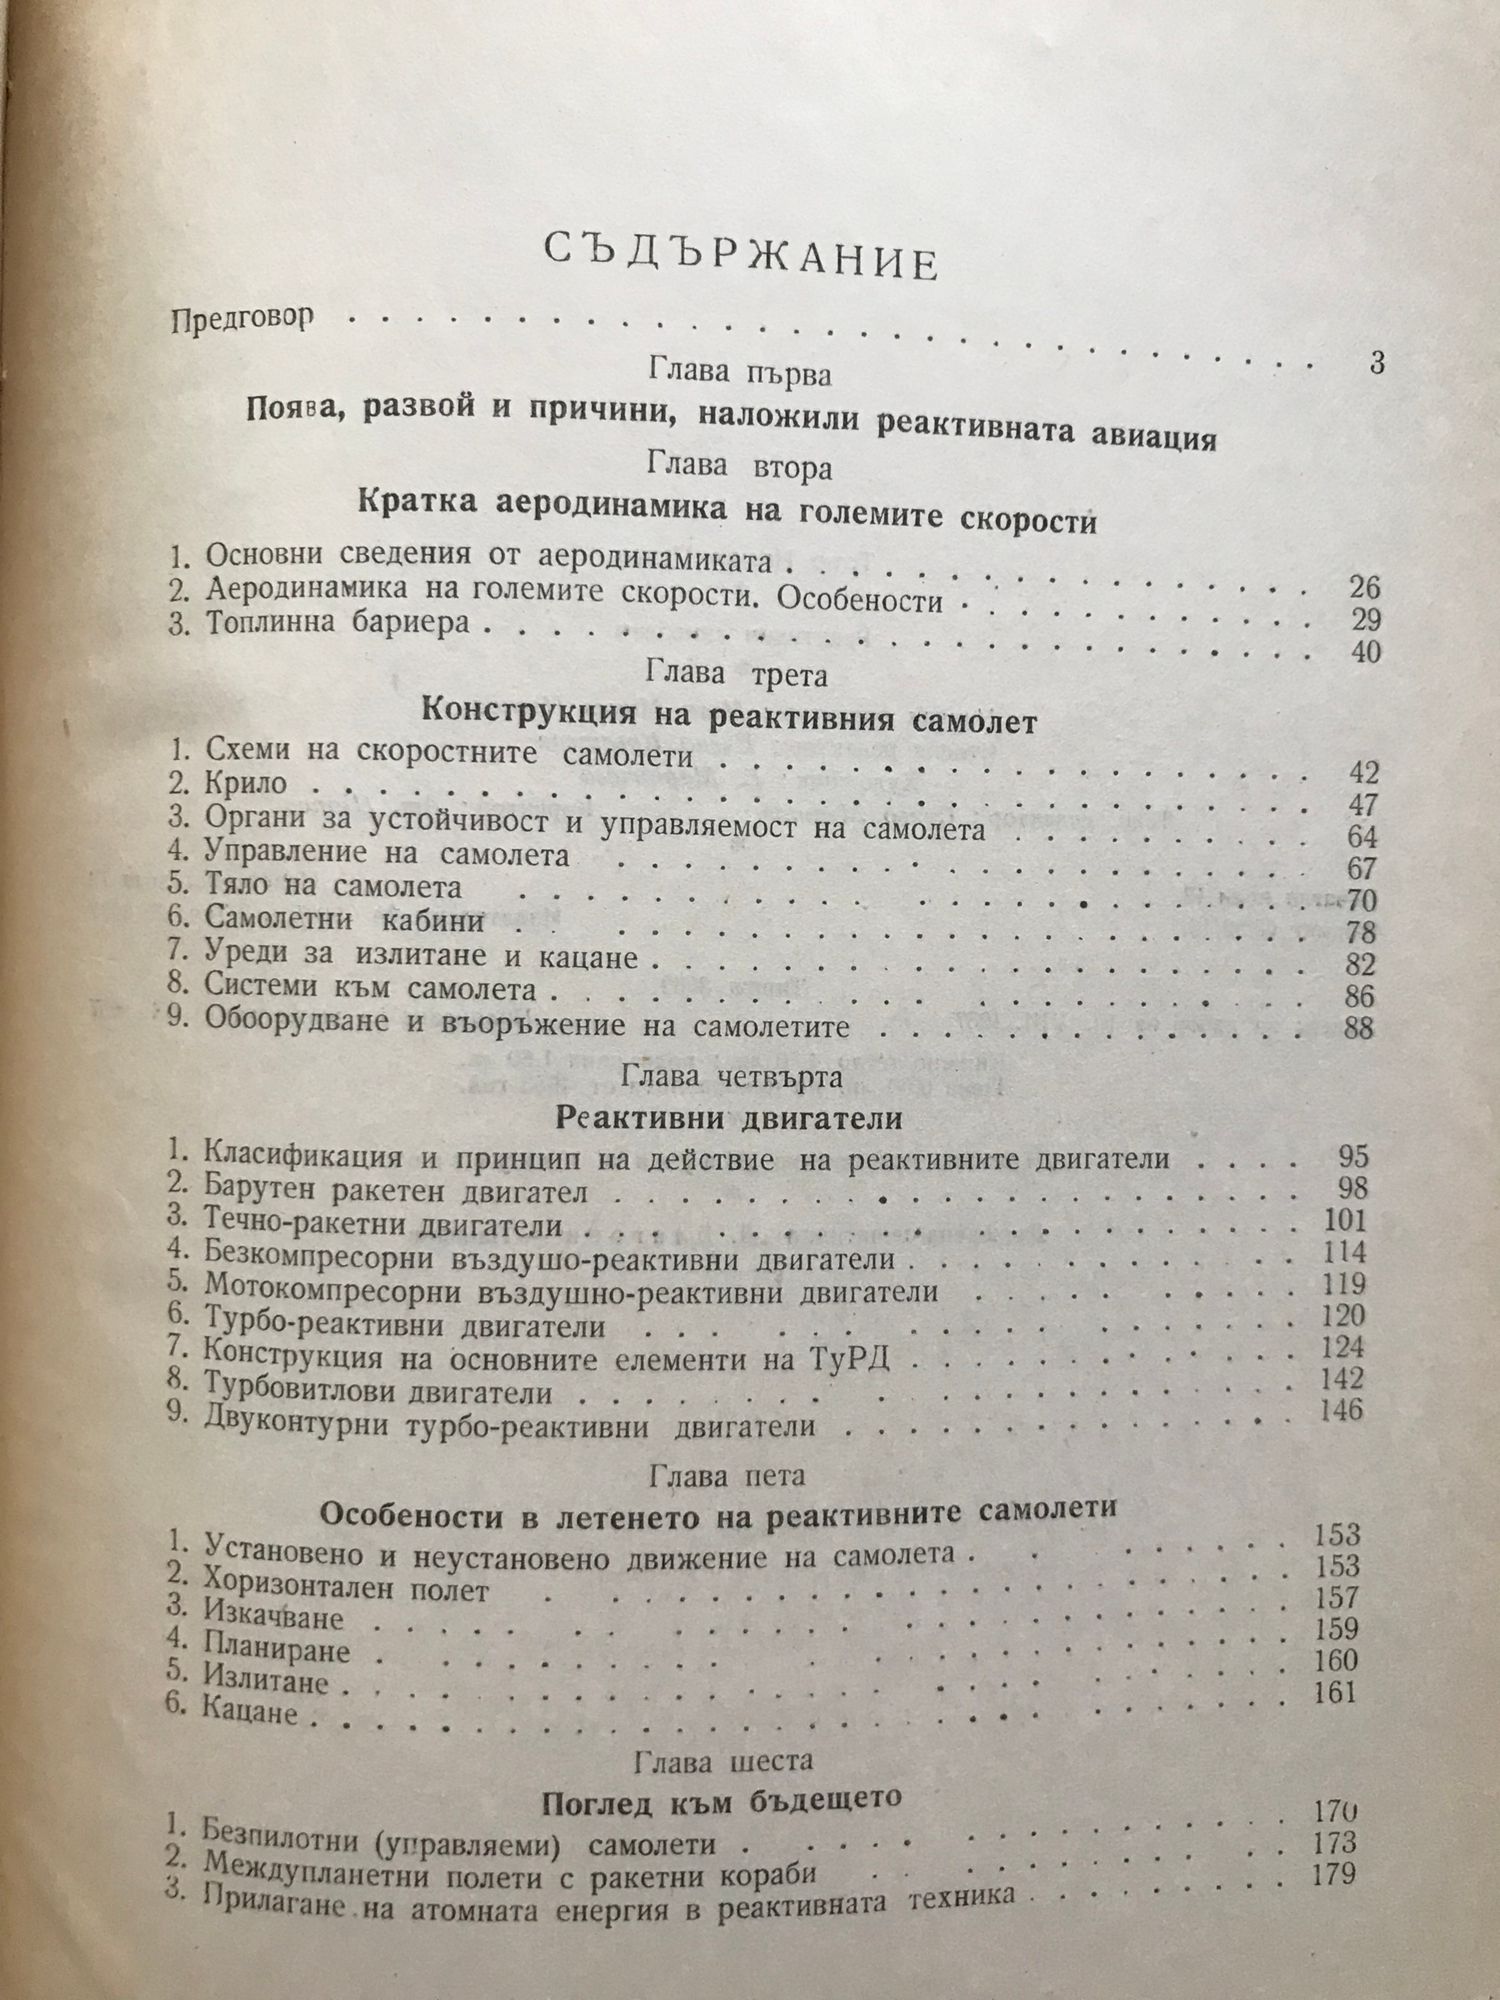 СЪДЪРЖАНИЕ
Предговор . . . . . . . . . . . . . . . . . . . . . . 3
Глава първа
Поява, развой и причини, наложили реактивната авиация
Глава втора
Кратка аеродинамика на големите скорости
1. Основни сведения от аеродинамиката . . . . . . . . . . . . 26
2. Аеродинамика на големите скорости. Особености . . . . . . . . . 29
3. Топлинна бариера . . . . . . . . . . . . . . . . . . . 40
Глава трета
Конструкция на реактивния самолет
1. Схеми на скоростните самолети . . . . . . . . . . . . . . 42
2. Крило . . . . . . . . . . . . . . . . . . . . . . . 47
3. Органи за устойчивост и управляемост на самолета . . . . . . . . 64
4. Управление на самолета . . . . . . . . . . . . . . . . 67
5. Тяло на самолета . . . . . . . . . . . . . . . . . . 70
6. Самолетни кабини . . . . . . . . . . . . . . . . . . 78
7. Уреди за излитане и кацане . . . . . . . . . . . . . . . 82
8. Системи към самолета . . . . . . . . . . . . . . . . . 86
9. Обоорудване и въоръжение на самолетите . . . . . . . . . . . 88
Глава четвърта
Реактивни двигатели
1. Класификация и принцип на действие на реактивните двигатели . . . . 95
2. Барутен ракетен двигател . . . . . . . . . . . . . . . . 98
3. Течно-ракетни двигатели . . . . . . . . . . . . . . . . 101
4. Безкомпресорни въздушо-реактивни двигатели . . . . . . . . . . 114
5. Мотокомпресорни въздушно-реактивни двигатели . . . . . . . . . 119
6. Турбо-реактивни двигатели . . . . . . . . . . . . . . . 120
7. Конструкция на основните елементи на ТуРД . . . . . . . . . . 124
8. Турбовитлови двигатели . . . . . . . . . . . . . . . . 142
9. Двуконтурни турбо-реактивни двигатели . . . . . . . . . . . . 146
Глава пета
Особености в летенето на реактивните самолети
1. Установено и неустановено движение на самолета . . . . . . . . 153
2. Хоризонтален полет . . . . . . . . . . . . . . . . . . 153
3. Изкачване . . . . . . . . . . . . . . . . . . . . . 157
4. Планиране . . . . . . . . . . . . . . . . . . . . . 159
5. Излитане . . . . . . . . . . . . . . . . . . . . . . 160
6. Кацане . . . . . . . . . . . . . . . . . . . . . . . 161
Глава шеста
Поглед към бъдещето
1. Безпилотни (управляеми) самолети . . . . . . . . . . . . . 170
2. Междупланетни полети с ракетни кораби . . . . . . . . . . . 173
3. Прилагане на атомната енергия в реактивната техника . . . . . . . 179